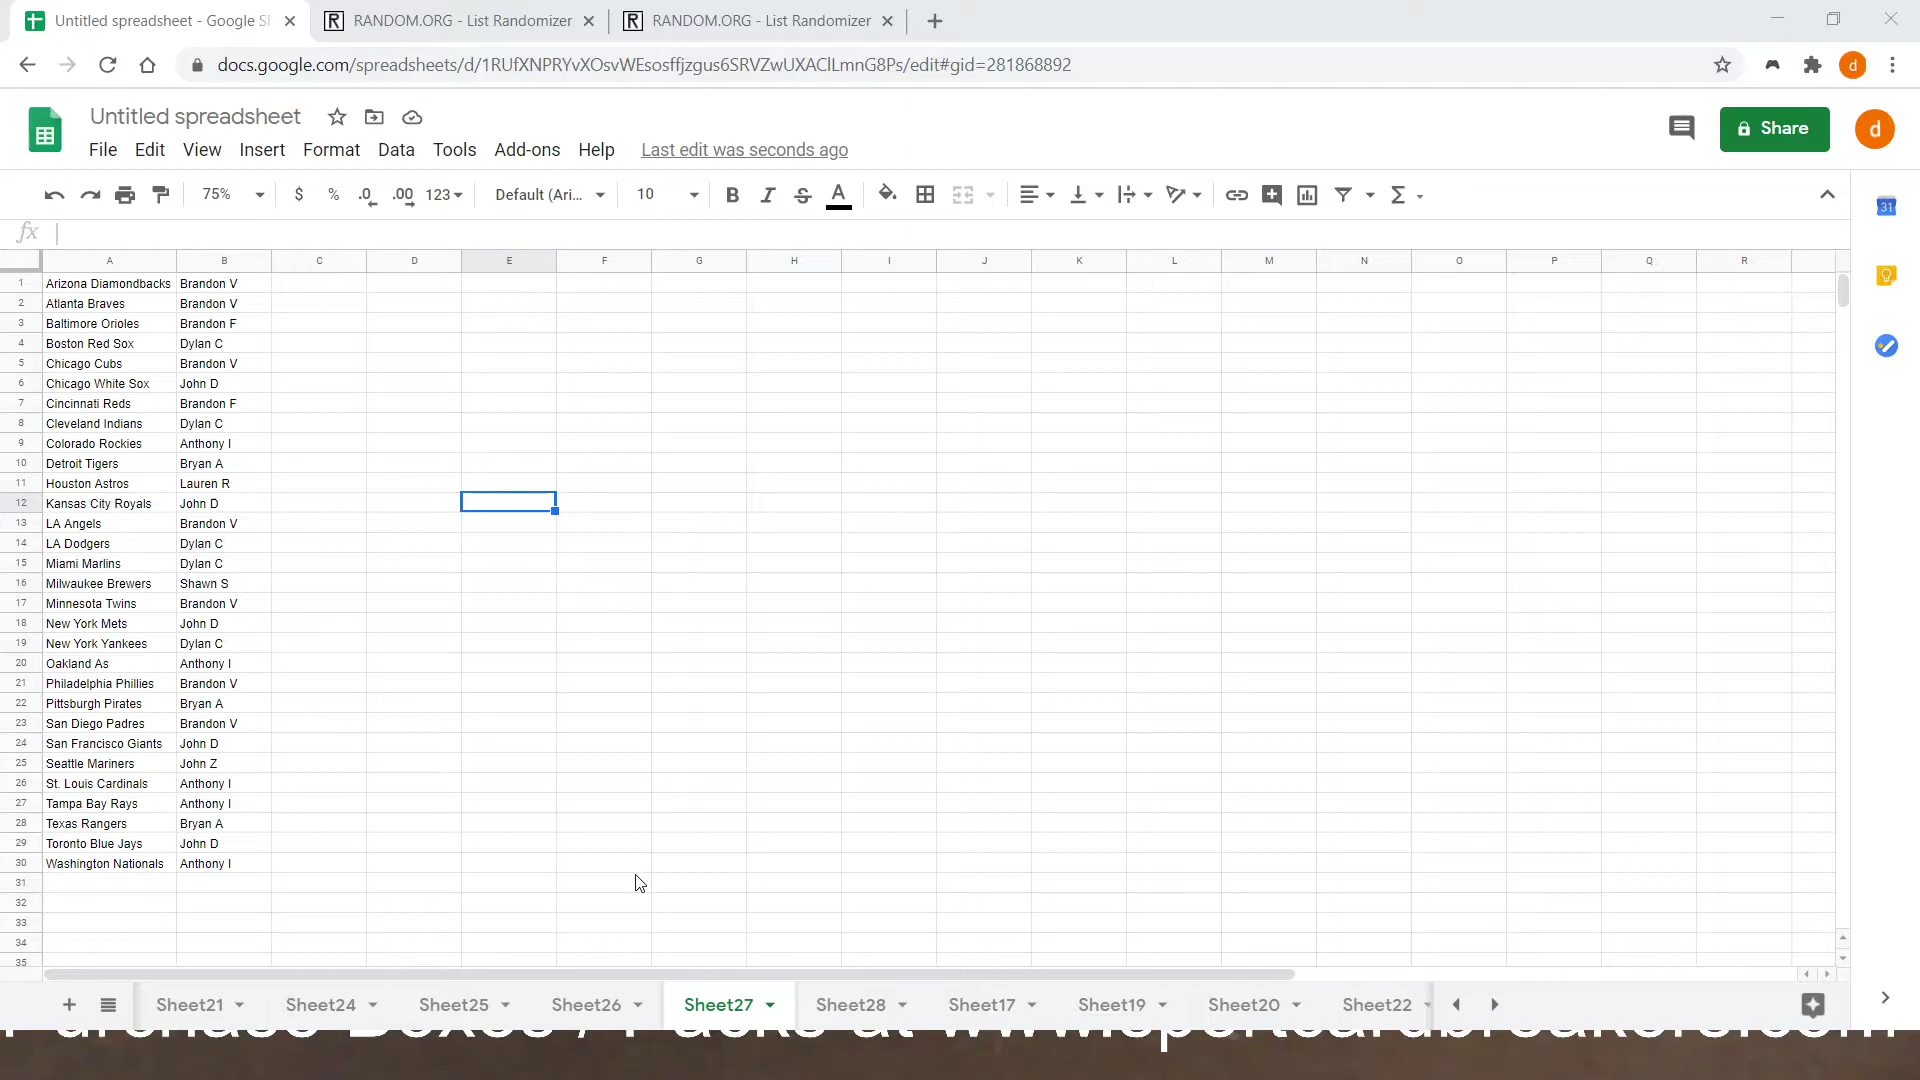 Untitled spreadsheet - Google S
RANDOM.ORG - List Randomizer
RANDOM.ORG - List Randomizer
docs.google.com/spreadsheets/d/1RUfXNPRYvXOsvWEsosffjzgus6SRVZwUXAClLmnG8Ps/edit#gid=281868892
d
Untitled spreadsheet
Share
d
File Edit View Insert Format Data Tools Add-ons Help Last edit was seconds ago
75% $ % .0 .00 123 Default (Ari... 10 B I S A Σ
31
fx
A B C D E F G H I J K L M N O P Q R
1 Arizona Diamondbacks Brandon V
2 Atlanta Braves Brandon V
3 Baltimore Orioles Brandon F
4 Boston Red Sox Dylan C
5 Chicago Cubs Brandon V
6 Chicago White Sox John D
7 Cincinnati Reds Brandon F
8 Cleveland Indians Dylan C
9 Colorado Rockies Anthony I
10 Detroit Tigers Bryan A
11 Houston Astros Lauren R
12 Kansas City Royals John D
13 LA Angels Brandon V
14 LA Dodgers Dylan C
15 Miami Marlins Dylan C
16 Milwaukee Brewers Shawn S
17 Minnesota Twins Brandon V
18 New York Mets John D
19 New York Yankees Dylan C
20 Oakland As Anthony I
21 Philadelphia Phillies Brandon V
22 Pittsburgh Pirates Bryan A
23 San Diego Padres Brandon V
24 San Francisco Giants John D
25 Seattle Mariners John Z
26 St. Louis Cardinals Anthony I
27 Tampa Bay Rays Anthony I
28 Texas Rangers Bryan A
29 Toronto Blue Jays John D
30 Washington Nationals Anthony I
31
32
33
34
35
Sheet21 Sheet24 Sheet25 Sheet26 Sheet27 Sheet28 Sheet17 Sheet19 Sheet20 Sheet22
Boxes / Packs at